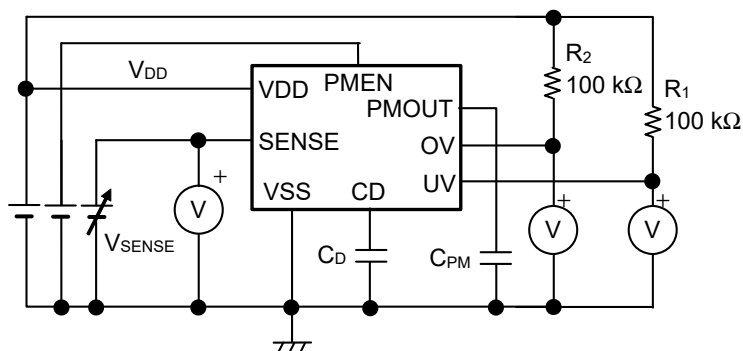 R2
100 kΩ
R1
100 kΩ
VDD
PMEN
VDD
PMOUT
SENSE
OV
UV
VSS
CD
+
V
VSENSE
CD
CPM
+
V
+
V